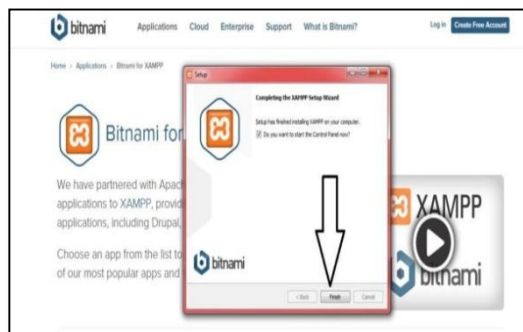 bitnami
Applications Cloud Enterprise Support What is Bitnami?
Log in Create Free Account
Home › Applications › Bitnami for XAMPP
Setup
Completing the XAMPP Setup Wizard
Setup has finished installing XAMPP on your computer.
Do you want to start the Control Panel now?
Bitnami for
We have partnered with Apach
applications to XAMPP, provid
applications, including Drupal,
Choose an app from the list to
of our most popular apps and
bitnami
< Back Finish Cancel
XAMPP
bitnami